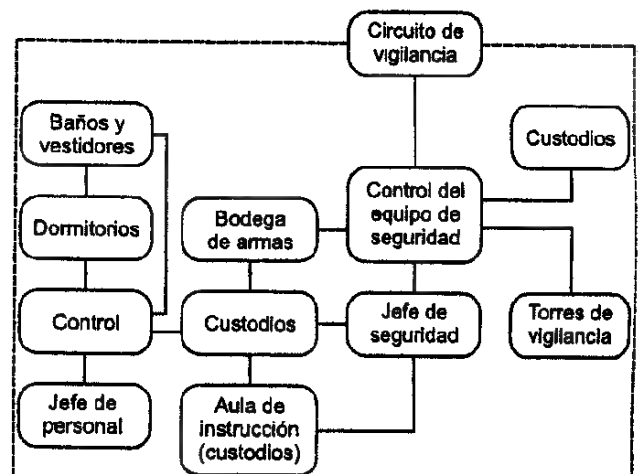 Circuito de
vigilancia
Baños y
vestidores
Custodios
Dormitorios
Bodega
de armas
Control del
equipo de
seguridad
Control
Custodios
Jefe de
seguridad
Torres de
vigilancia
Jefe de
personal
Aula de
instrucción
(custodios)